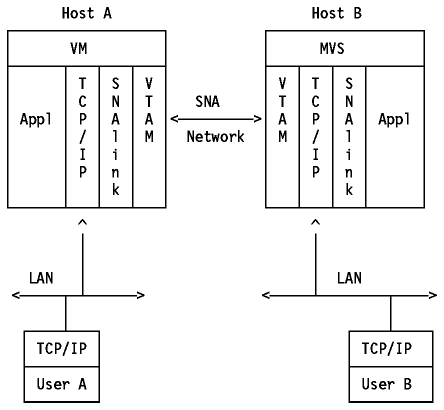 Host A
Host B
VM
MVS
Appl
TCP/IP
SNAlink
VTAM
SNA
Network
VTAM
TCP/IP
SNAlink
Appl
LAN
LAN
TCP/IP
User A
TCP/IP
User B